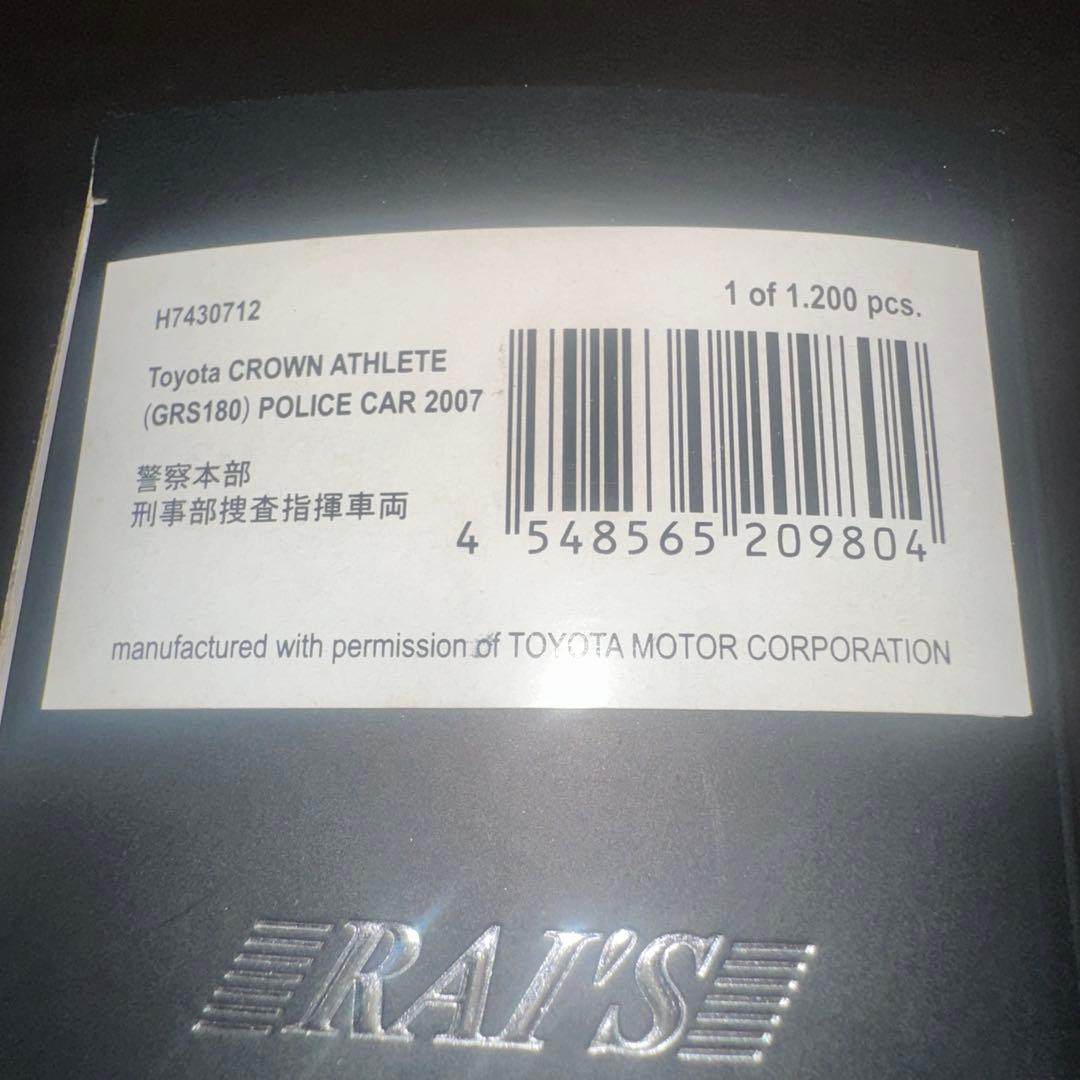 H7430712
1 of 1.200 pcs.
Toyota CROWN ATHLETE
(GRS180) POLICE CAR 2007
警察本部
刑事部捜査指揮車両
4 548565 209804
manufactured with permission of TOYOTA MOTOR CORPORATION
RAI'S